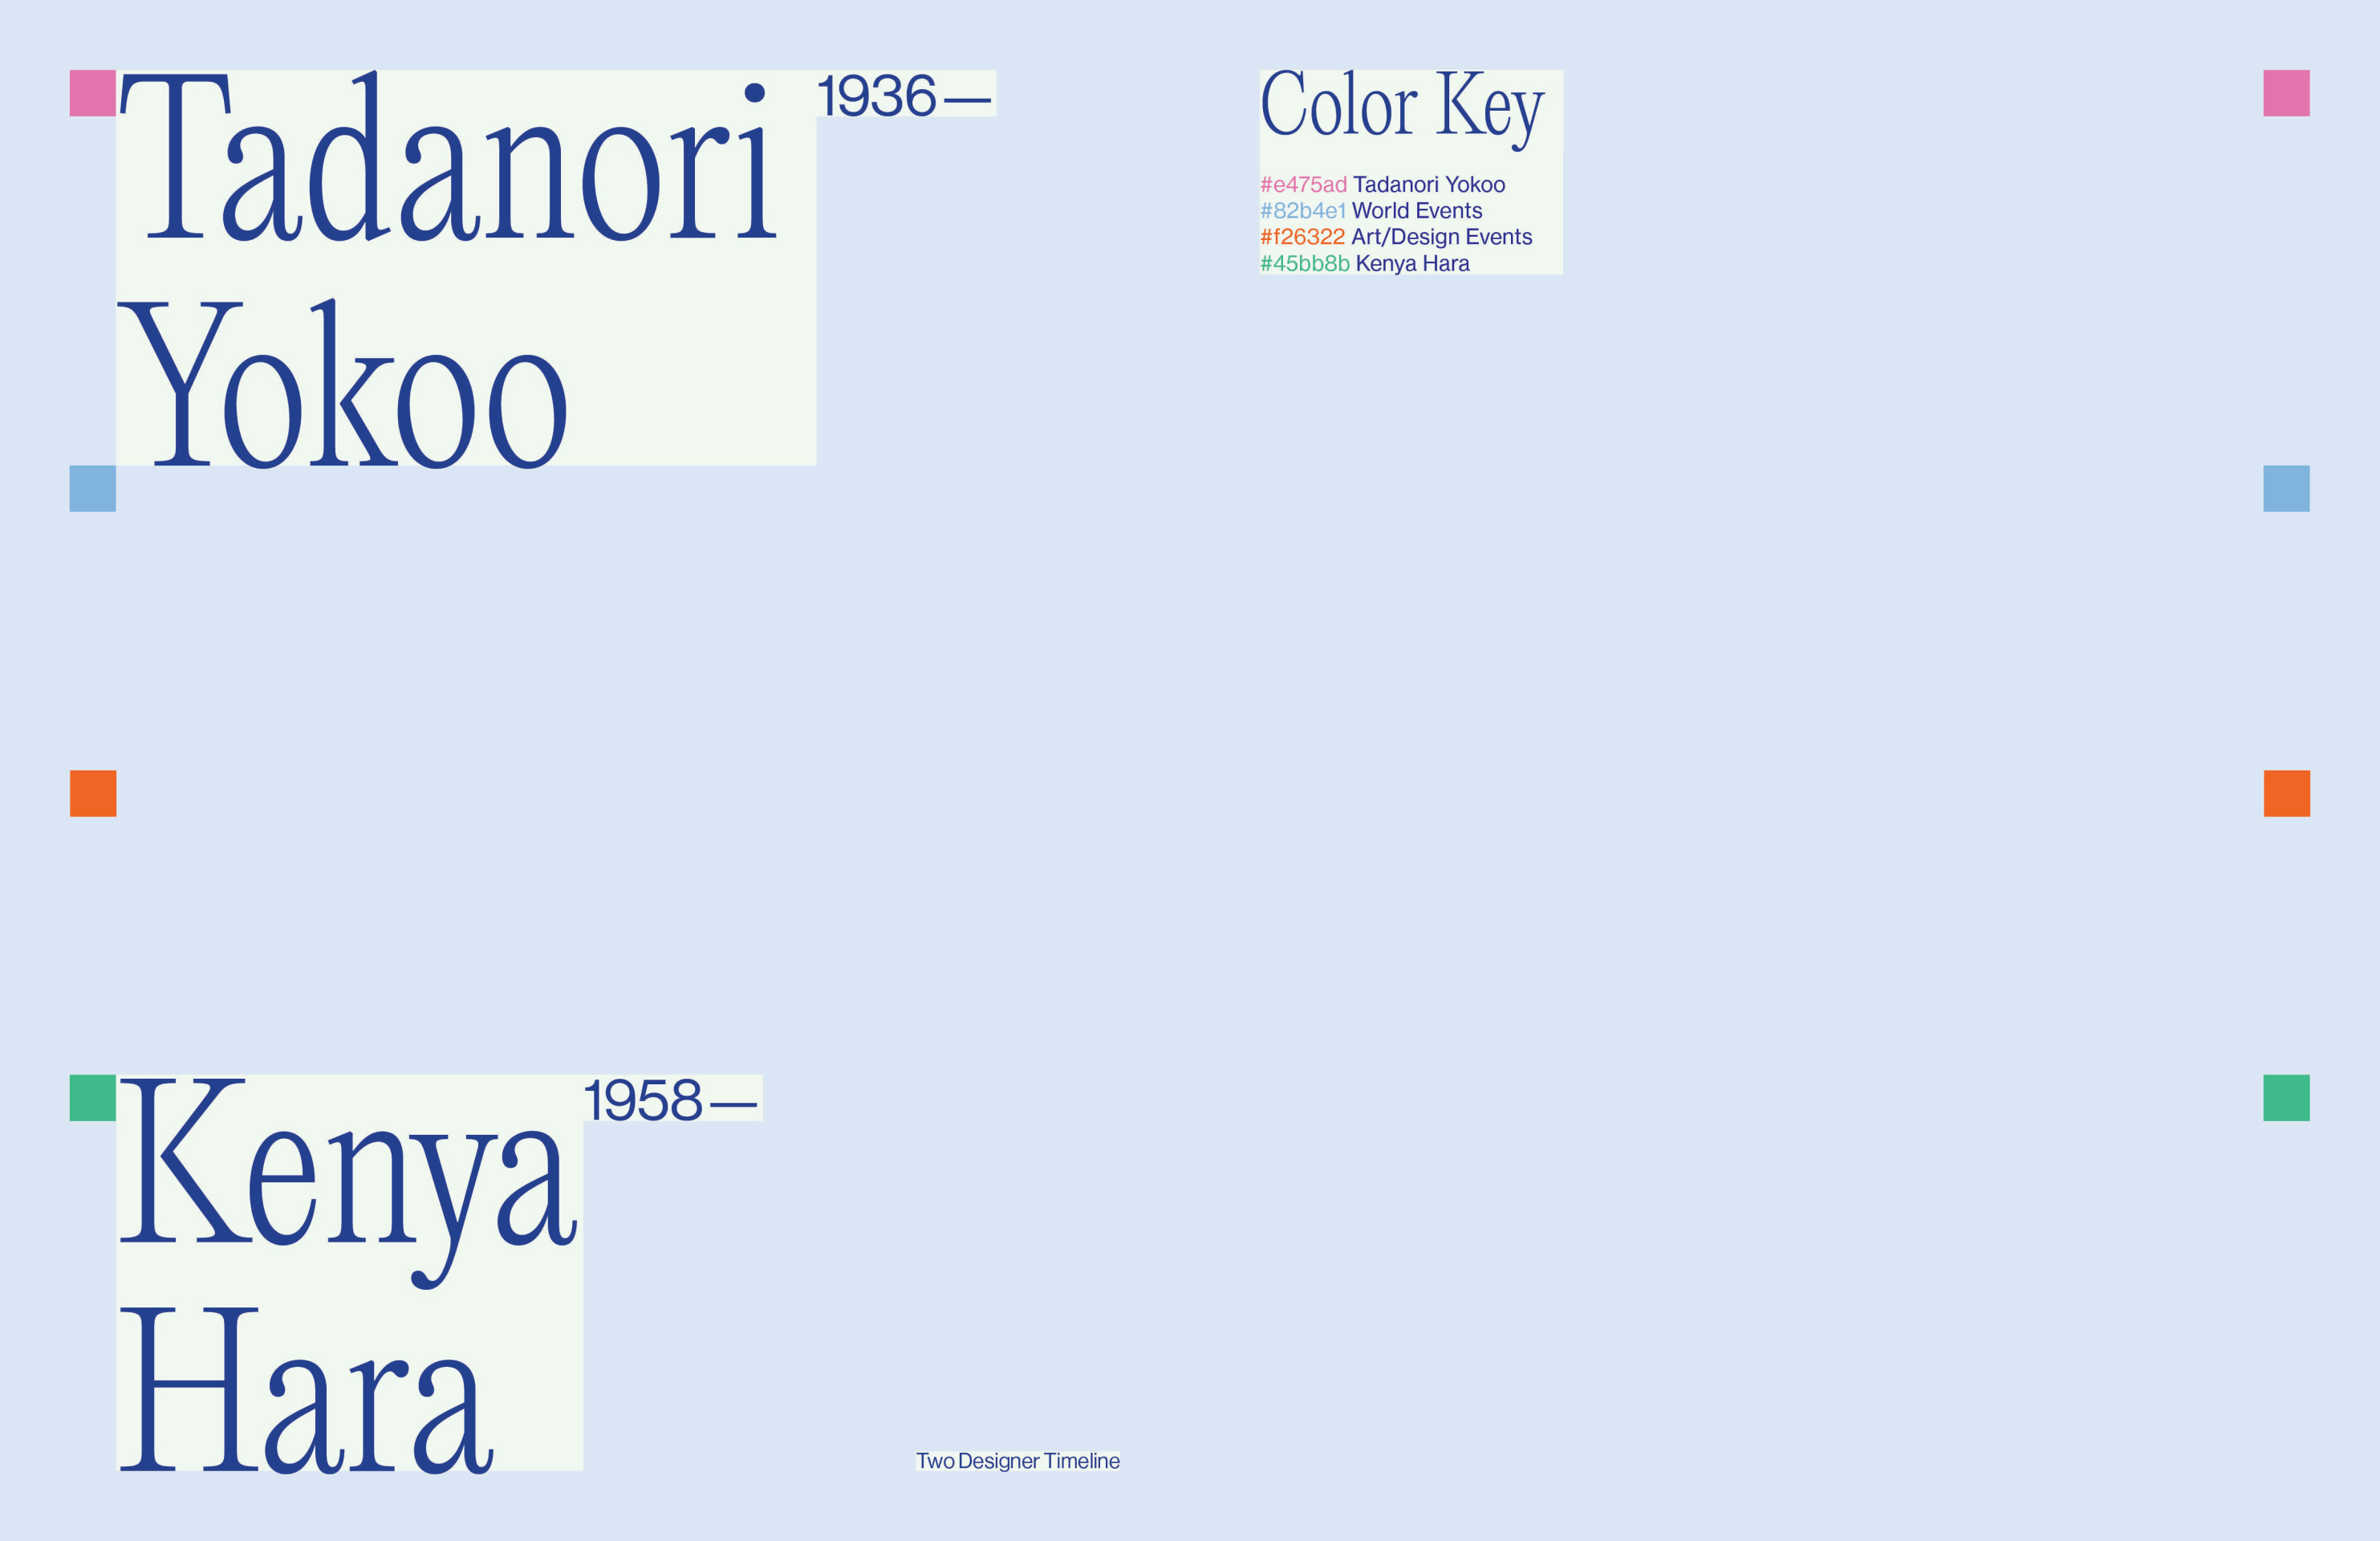 Tadanori
Yokoo
1936—
Kenya
Hara
1958—
Two Designer Timeline
Color Key
#e475ad Tadanori Yokoo
#82b4e1 World Events
#f26322 Art/Design Events
#45bb8b Kenya Hara